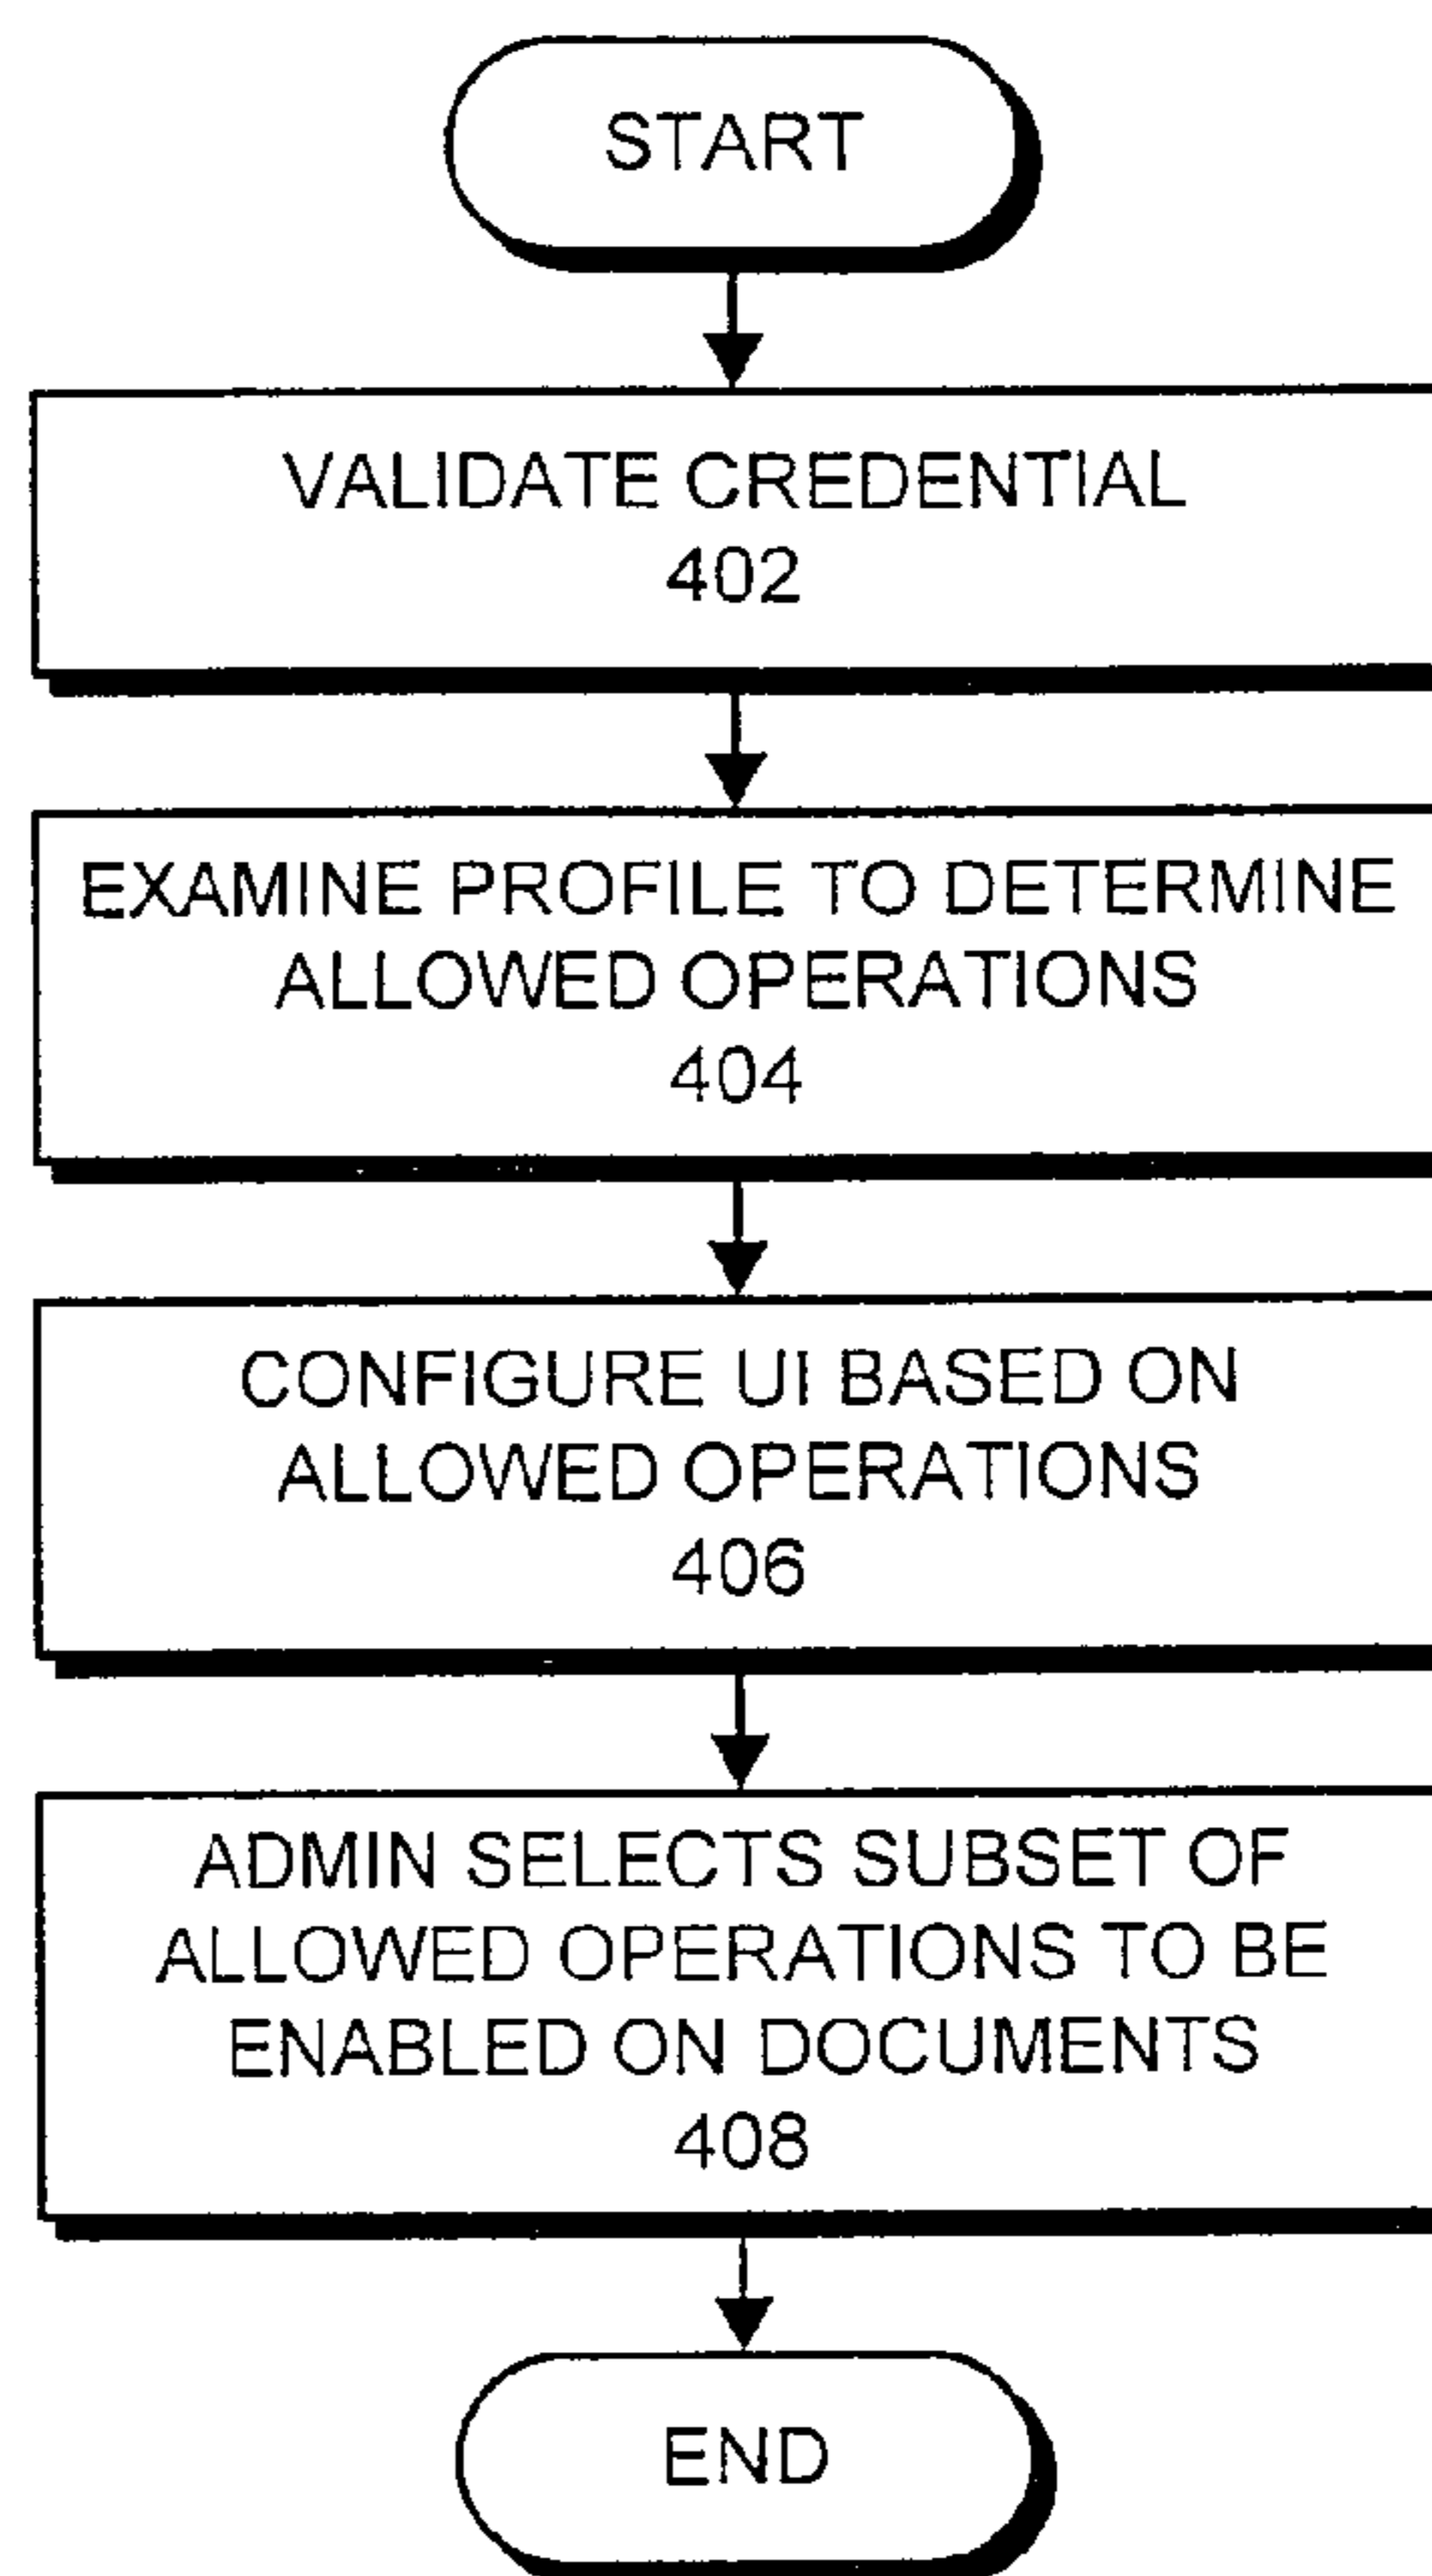 START
VALIDATE CREDENTIAL
402
EXAMINE PROFILE TO DETERMINE
ALLOWED OPERATIONS
404
CONFIGURE UI BASED ON
ALLOWED OPERATIONS
406
ADMIN SELECTS SUBSET OF
ALLOWED OPERATIONS TO BE
ENABLED ON DOCUMENTS
408
END